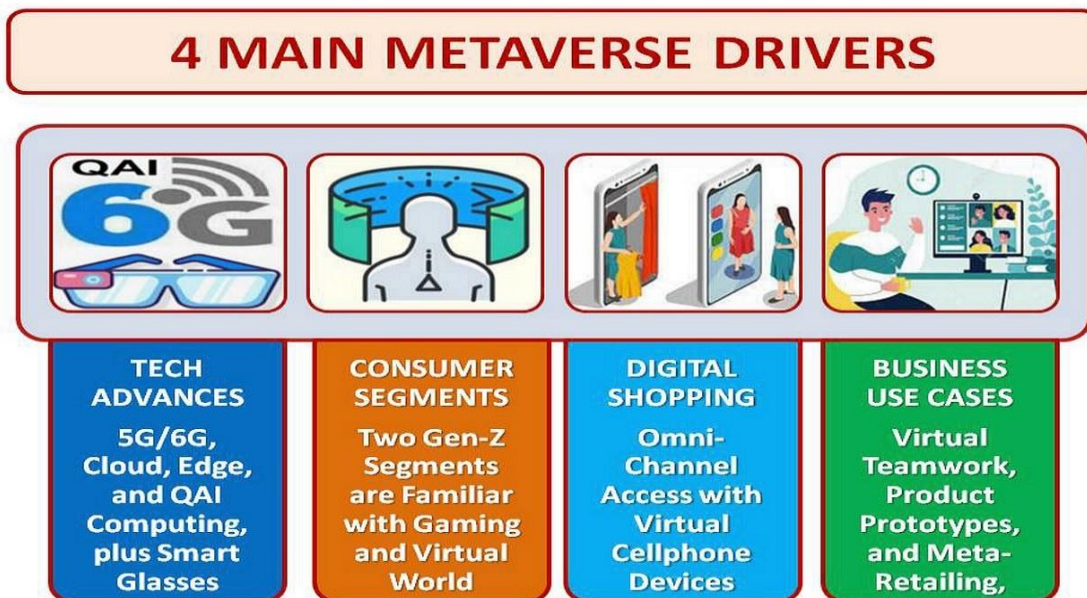 4 MAIN METAVERSE DRIVERS
QAI
6G
TECH
ADVANCES
5G/6G,
Cloud, Edge,
and QAI
Computing,
plus Smart
Glasses
CONSUMER
SEGMENTS
Two Gen-Z
Segments
are Familiar
with Gaming
and Virtual
World
DIGITAL
SHOPPING
Omni-
Channel
Access with
Virtual
Cellphone
Devices
BUSINESS
USE CASES
Virtual
Teamwork,
Product
Prototypes,
and Meta-
Retailing,